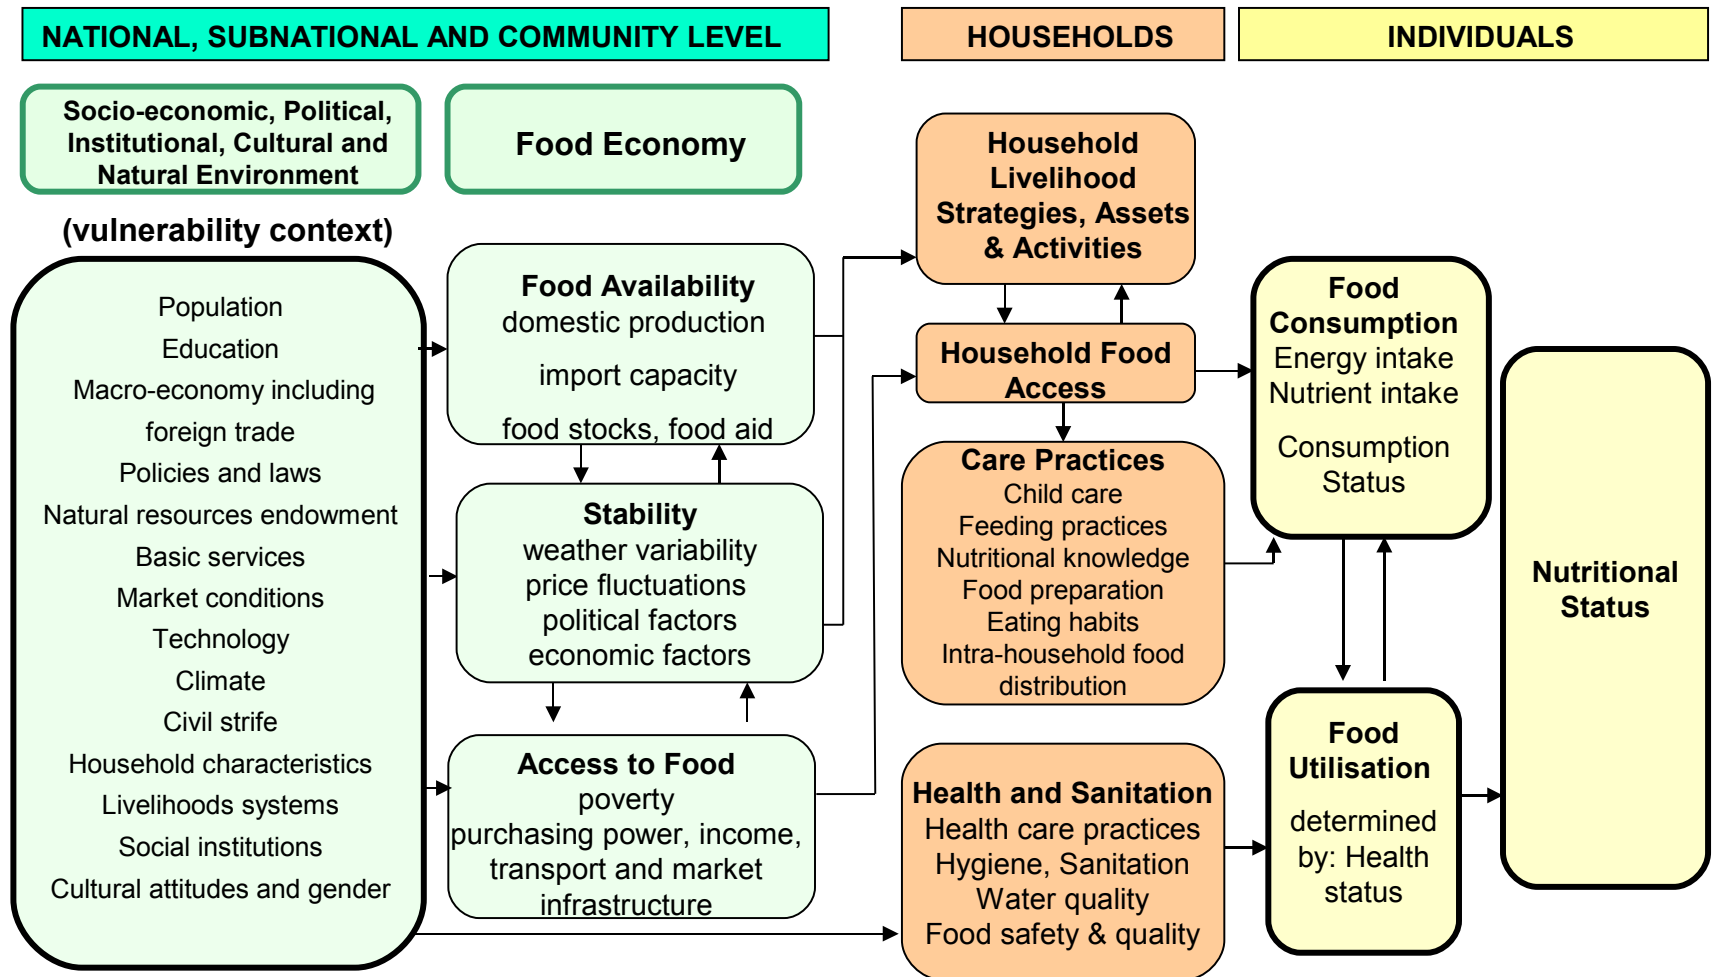 NATIONAL, SUBNATIONAL AND COMMUNITY LEVEL
HOUSEHOLDS
INDIVIDUALS
Socio-economic, Political,
Institutional, Cultural and
Natural Environment
Food Economy
(vulnerability context)
Population
Education
Macro-economy including
foreign trade
Policies and laws
Natural resources endowment
Basic services
Market conditions
Technology
Climate
Civil strife
Household characteristics
Livelihoods systems
Social institutions
Cultural attitudes and gender
Food Availability
domestic production
import capacity
food stocks, food aid
Stability
weather variability
price fluctuations
political factors
economic factors
Access to Food
poverty
purchasing power, income,
transport and market
infrastructure
Household
Livelihood
Strategies, Assets
& Activities
Household Food
Access
Care Practices
Child care
Feeding practices
Nutritional knowledge
Food preparation
Eating habits
Intra-household food
distribution
Health and Sanitation
Health care practices
Hygiene, Sanitation
Water quality
Food safety & quality
Food
Consumption
Energy intake
Nutrient intake
Consumption
Status
Food
Utilisation
determined
by: Health
status
Nutritional
Status